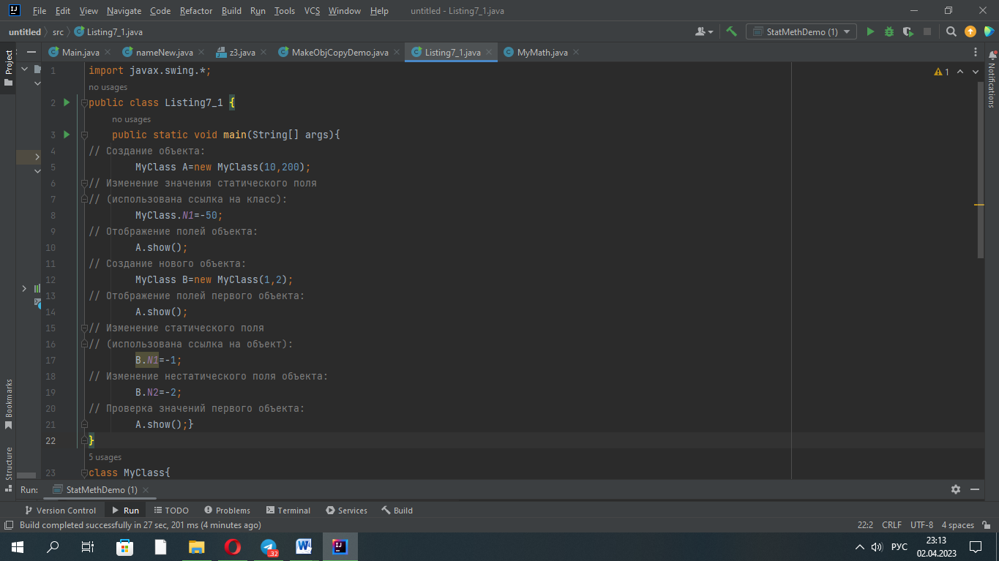 File Edit View Navigate Code Refactor Build Run Tools VCS Window Help untitled - Listing7_1.java
untitled src Listing7_1.java StatMethDemo (1)
Main.java nameNew.java z3.java MakeObjCopyDemo.java Listing7_1.java MyMath.java
Project
Notifications
1
1 import javax.swing.*;
no usages
2 public class Listing7_1 {
no usages
3 public static void main(String[] args){
4 // Создание объекта:
5 MyClass A=new MyClass(10,200);
6 // Изменение значения статического поля
7 // (использована ссылка на класс):
8 MyClass.N1=-50;
9 // Отображение полей объекта:
10 A.show();
11 // Создание нового объекта:
12 MyClass B=new MyClass(1,2);
13 // Отображение полей первого объекта:
14 A.show();
15 // Изменение статического поля
16 // (использована ссылка на объект):
17 B.N1=-1;
18 // Изменение нестатического поля объекта:
19 B.N2=-2;
20 // Проверка значений первого объекта:
21 A.show();}
22 }
5 usages
23 class MyClass{
Bookmarks
Structure
Run: StatMethDemo (1)
Version Control Run TODO Problems Terminal Services Build
Build completed successfully in 27 sec, 201 ms (4 minutes ago) 22:2 CRLF UTF-8 4 spaces
32 РУС 23:13
02.04.2023